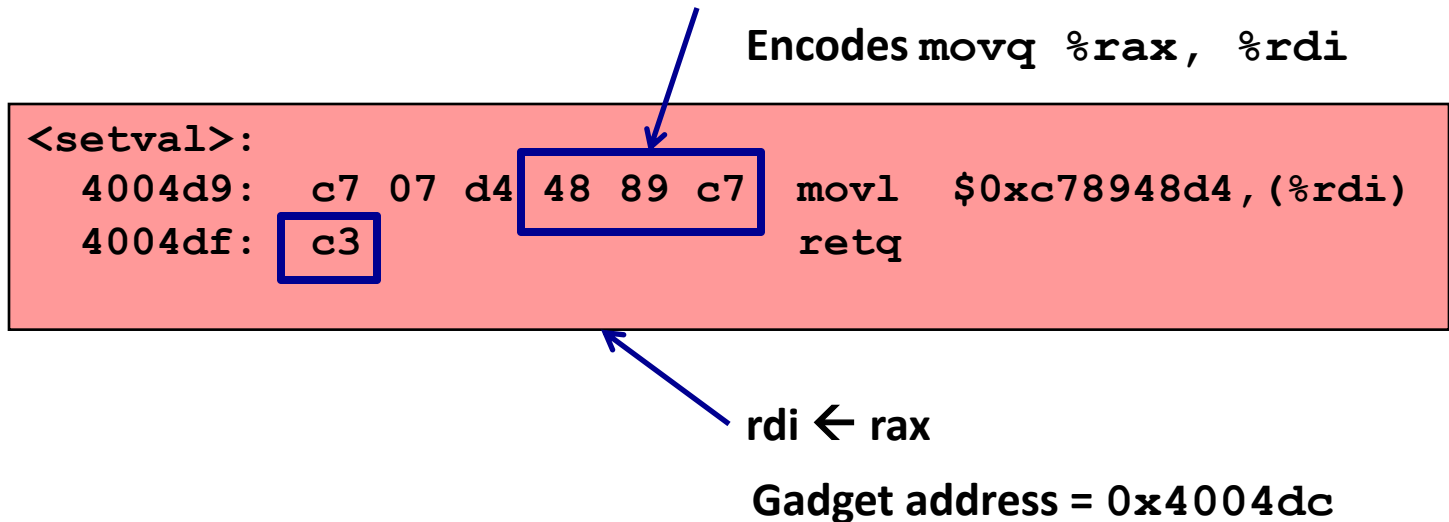 Encodes movq %rax, %rdi
<setval>:
4004d9: c7 07 d4 48 89 c7 movl $0xc78948d4,(%rdi)
4004df: c3 retq
rdi ← rax
Gadget address = 0x4004dc